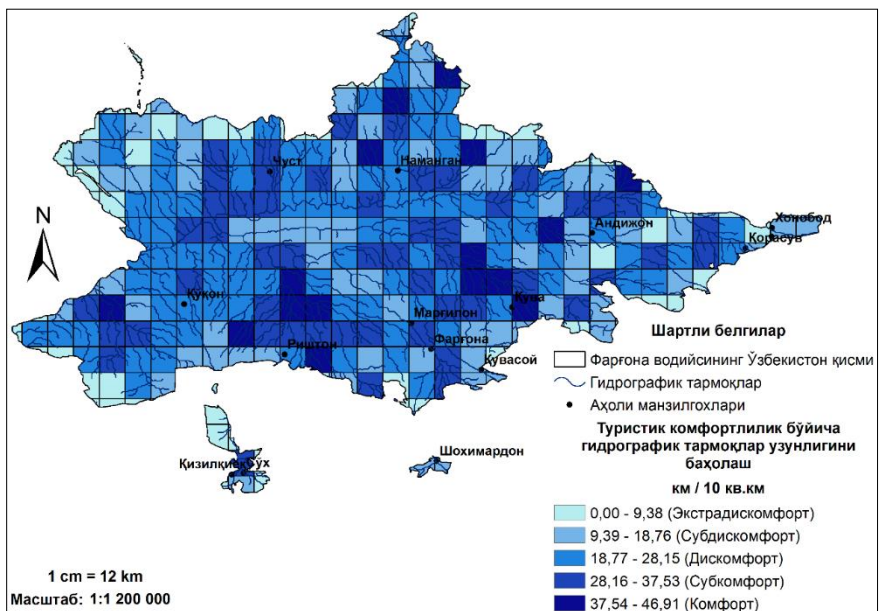 Чуст
Наманган
N
Андижон
Хонобод
Қорасув
Қўқон
Қува
Марғилон
Риштон
Фарғона
Қувасой
Шохимардон
Сўх
Шартли белгилар
Фарғона водийсининг Ўзбекистон қисми
Гидрографик тармоқлар
Аҳоли манзилгохлари
Туристик комфортлилик бўйича
гидрографик тармоқлар узунлигини
баҳолаш
км / 10 кв.км
0,00 - 9,38 (Экстрадискомфорт)
9,39 - 18,76 (Субдискомфорт)
18,77 - 28,15 (Дискомфорт)
28,16 - 37,53 (Субкомфорт)
37,54 - 46,91 (Комфорт)
1 cm = 12 km
Масштаб: 1:1 200 000